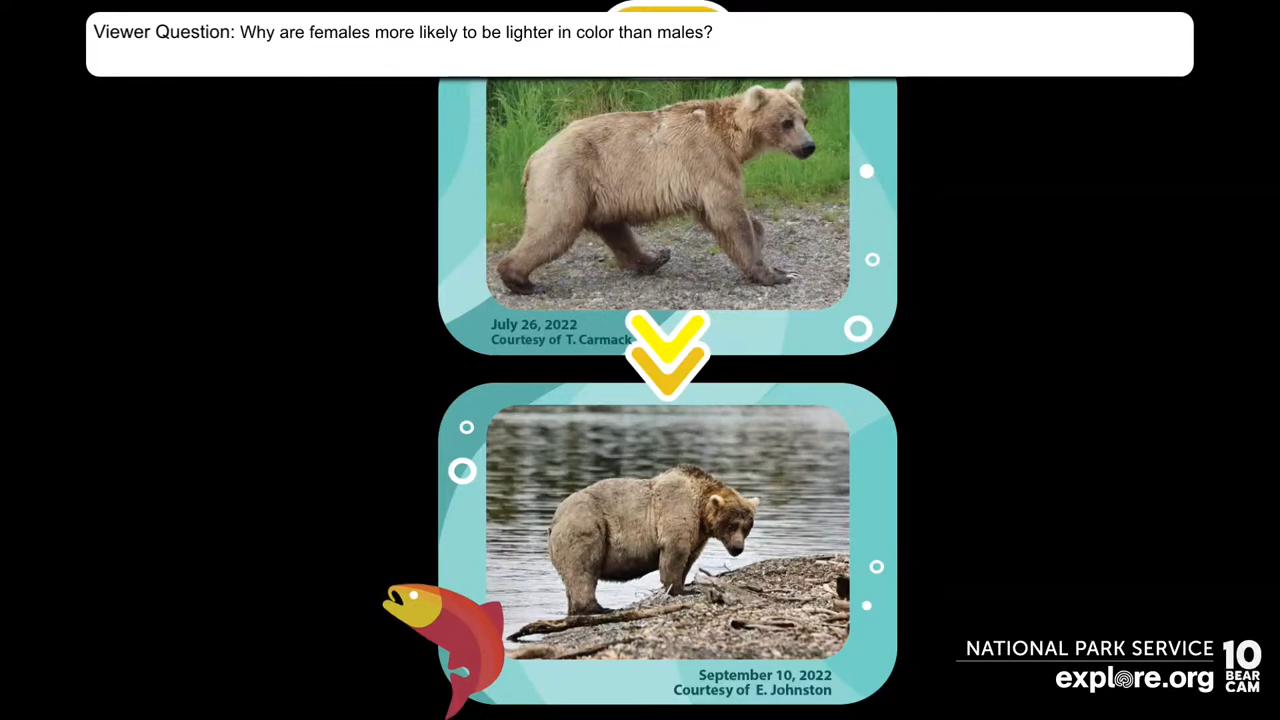 Viewer Question: Why are females more likely to be lighter in color than males?
July 26, 2022
Courtesy of T. Carmack
September 10, 2022
Courtesy of E. Johnston
NATIONAL PARK SERVICE
explore.org
10
BEAR
CAM